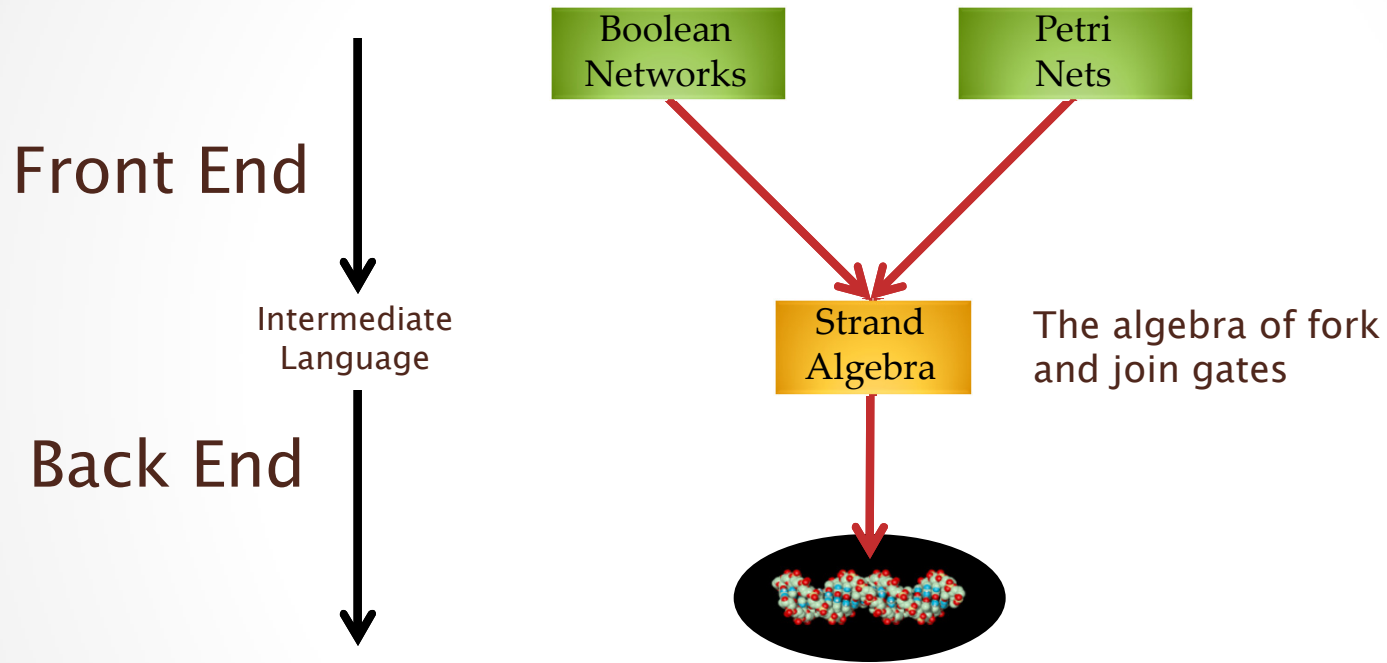 Boolean
Networks
Petri
Nets
Front End
Intermediate
Language
Strand
Algebra
The algebra of fork
and join gates
Back End